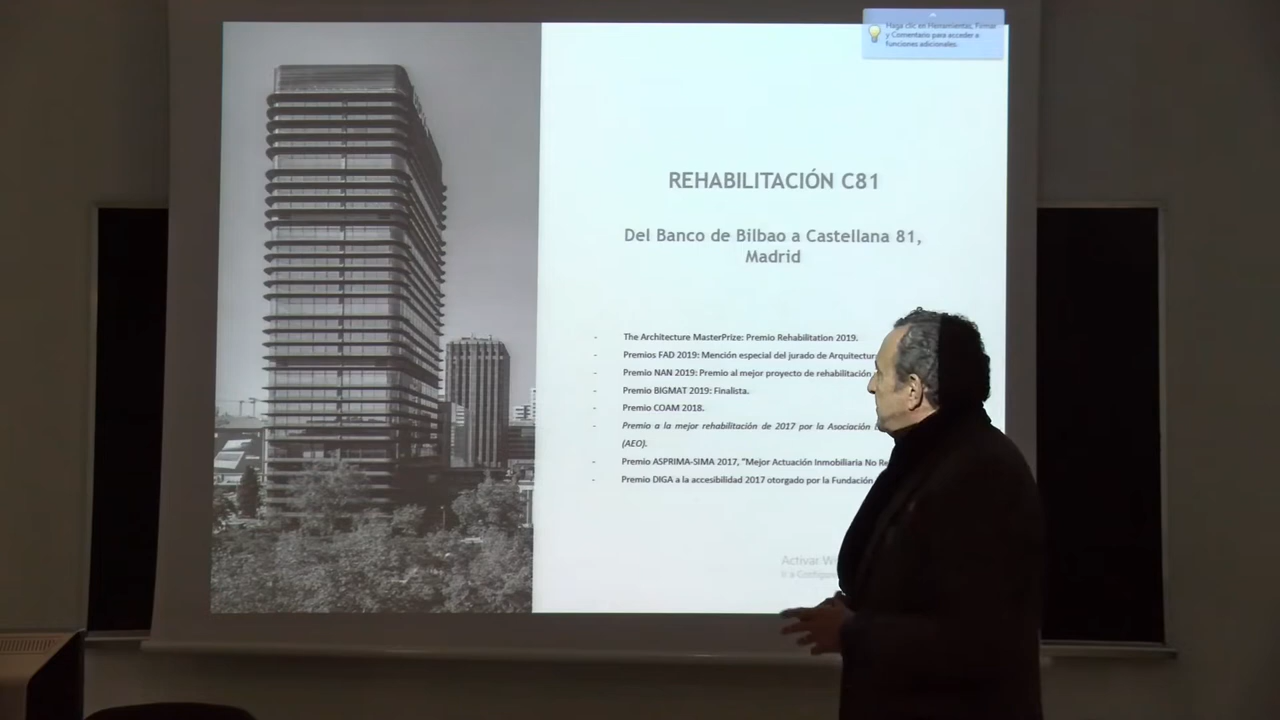 Haga clic en Herramientas, Firmar
y Comentario para acceder a
funciones adicionales.
REHABILITACIÓN C81
Del Banco de Bilbao a Castellana 81,
Madrid
- The Architecture MasterPrize: Premio Rehabilitation 2019.
- Premios FAD 2019: Mención especial del jurado de
- Premio NAN 2019: Premio al mejor proyecto de rehabilitación
- Premio BIGMAT 2019: Finalista.
- Premio COAM 2018.
- Premio a la mejor rehabilitación de 2017 por la Asociación
(AEO).
- Premio ASPRIMA-SIMA 2017, "Mejor Actuación Inmobiliaria No
- Premio DIGA a la accesibilidad 2017 otorgado por la Fundación
Activar
Ir a